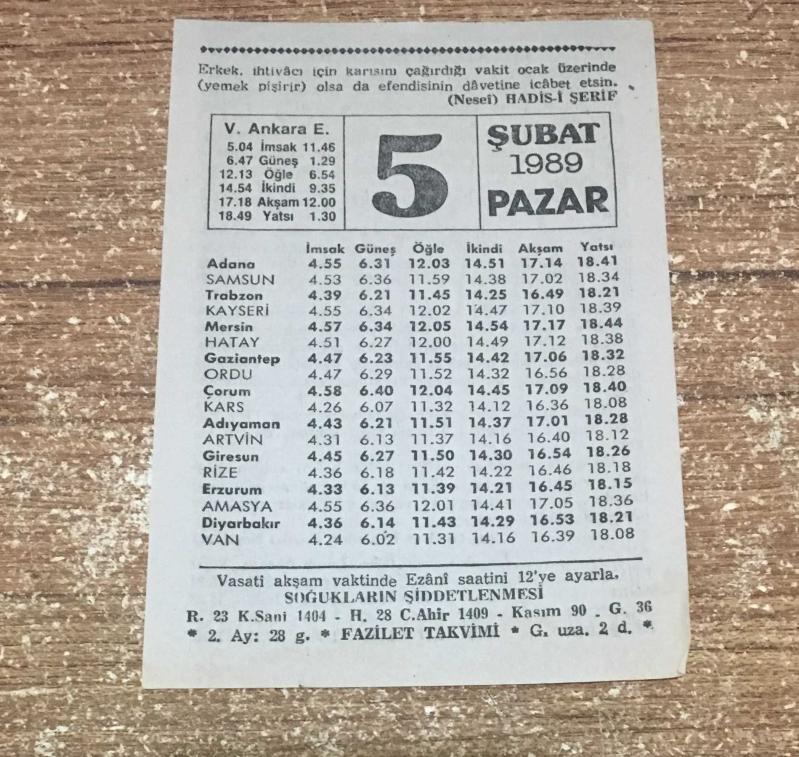 Erkek, ihtivâcı için karısını çağırdığı vakit ocak üzerinde
(yemek pişirir) olsa da efendisinin dâvetine icâbet etsin.
(Neseî) HADİS-İ ŞERİF
V. Ankara E.
5.04 İmsak 11.46
6.47 Güneş 1.29
12.13 Öğle 6.54
14.54 İkindi 9.35
17.18 Akşam 12.00
18.49 Yatsı 1.30
5
ŞUBAT
1989
PAZAR
İmsak Güneş Öğle İkindi Akşam Yatsı
Adana 4.55 6.31 12.03 14.51 17.14 18.41
SAMSUN 4.53 6.36 11.59 14.38 17.02 18.34
Trabzon 4.39 6.21 11.45 14.25 16.49 18.21
KAYSERİ 4.55 6.34 12.02 14.47 17.10 18.39
Mersin 4.57 6.34 12.05 14.54 17.17 18.44
HATAY 4.51 6.27 12.00 14.49 17.12 18.38
Gaziantep 4.47 6.23 11.55 14.42 17.06 18.32
ORDU 4.47 6.29 11.52 14.32 16.56 18.28
Çorum 4.58 6.40 12.04 14.45 17.09 18.40
KARS 4.26 6.07 11.32 14.12 16.36 18.08
Adıyaman 4.43 6.21 11.51 14.37 17.01 18.28
ARTVİN 4.31 6.13 11.37 14.16 16.40 18.12
Giresun 4.45 6.27 11.50 14.30 16.54 18.26
RİZE 4.36 6.18 11.42 14.22 16.46 18.18
Erzurum 4.33 6.13 11.39 14.21 16.45 18.15
AMASYA 4.55 6.36 12.01 14.41 17.05 18.36
Diyarbakır 4.36 6.14 11.43 14.29 16.53 18.21
VAN 4.24 6.02 11.31 14.16 16.39 18.08
Vasati akşam vaktinde Ezânî saatini 12'ye ayarla.
SOĞUKLARIN ŞİDDETLENMESİ
R. 23 K.Sani 1404 - H. 28 C.Ahir 1409 - Kasım 90 - G. 36
* 2. Ay: 28 g. * FAZİLET TAKVİMİ * G. uza. 2 d. *